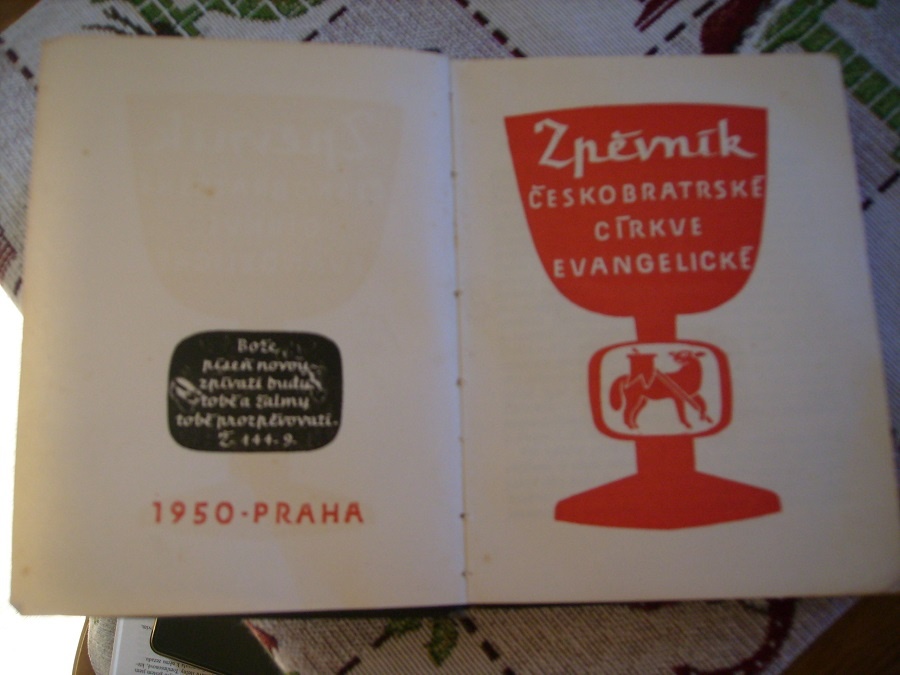 Bože,
píseň novou
zpívati budu
tobě a žalmy
tobě prozpěvovati.
Ž. 144. 9.
1950-PRAHA
Zpěvník
ČESKOBRATRSKÉ
CÍRKVE
EVANGELICKÉ